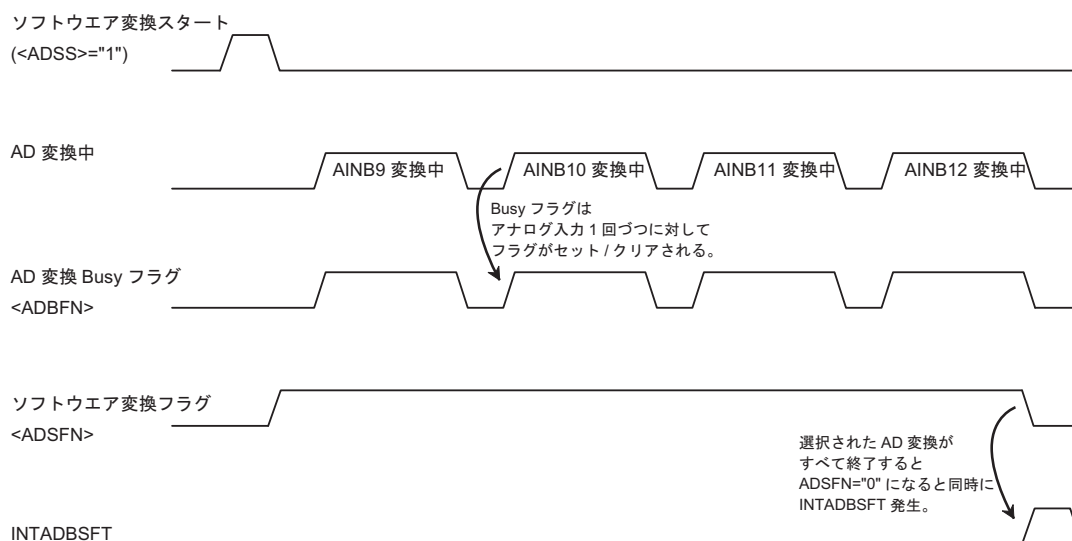 ソフトウエア変換スタート
(<ADSS>="1")
AD 変換中
AINB9 変換中
AINB10 変換中
AINB11 変換中
AINB12 変換中
Busy フラグは
アナログ入力 1 回づつに対して
フラグがセット / クリアされる。
AD 変換 Busy フラグ
<ADBFN>
ソフトウエア変換フラグ
<ADSFN>
選択された AD 変換が
すべて終了すると
ADSFN="0" になると同時に
INTADBSFT 発生。
INTADBSFT